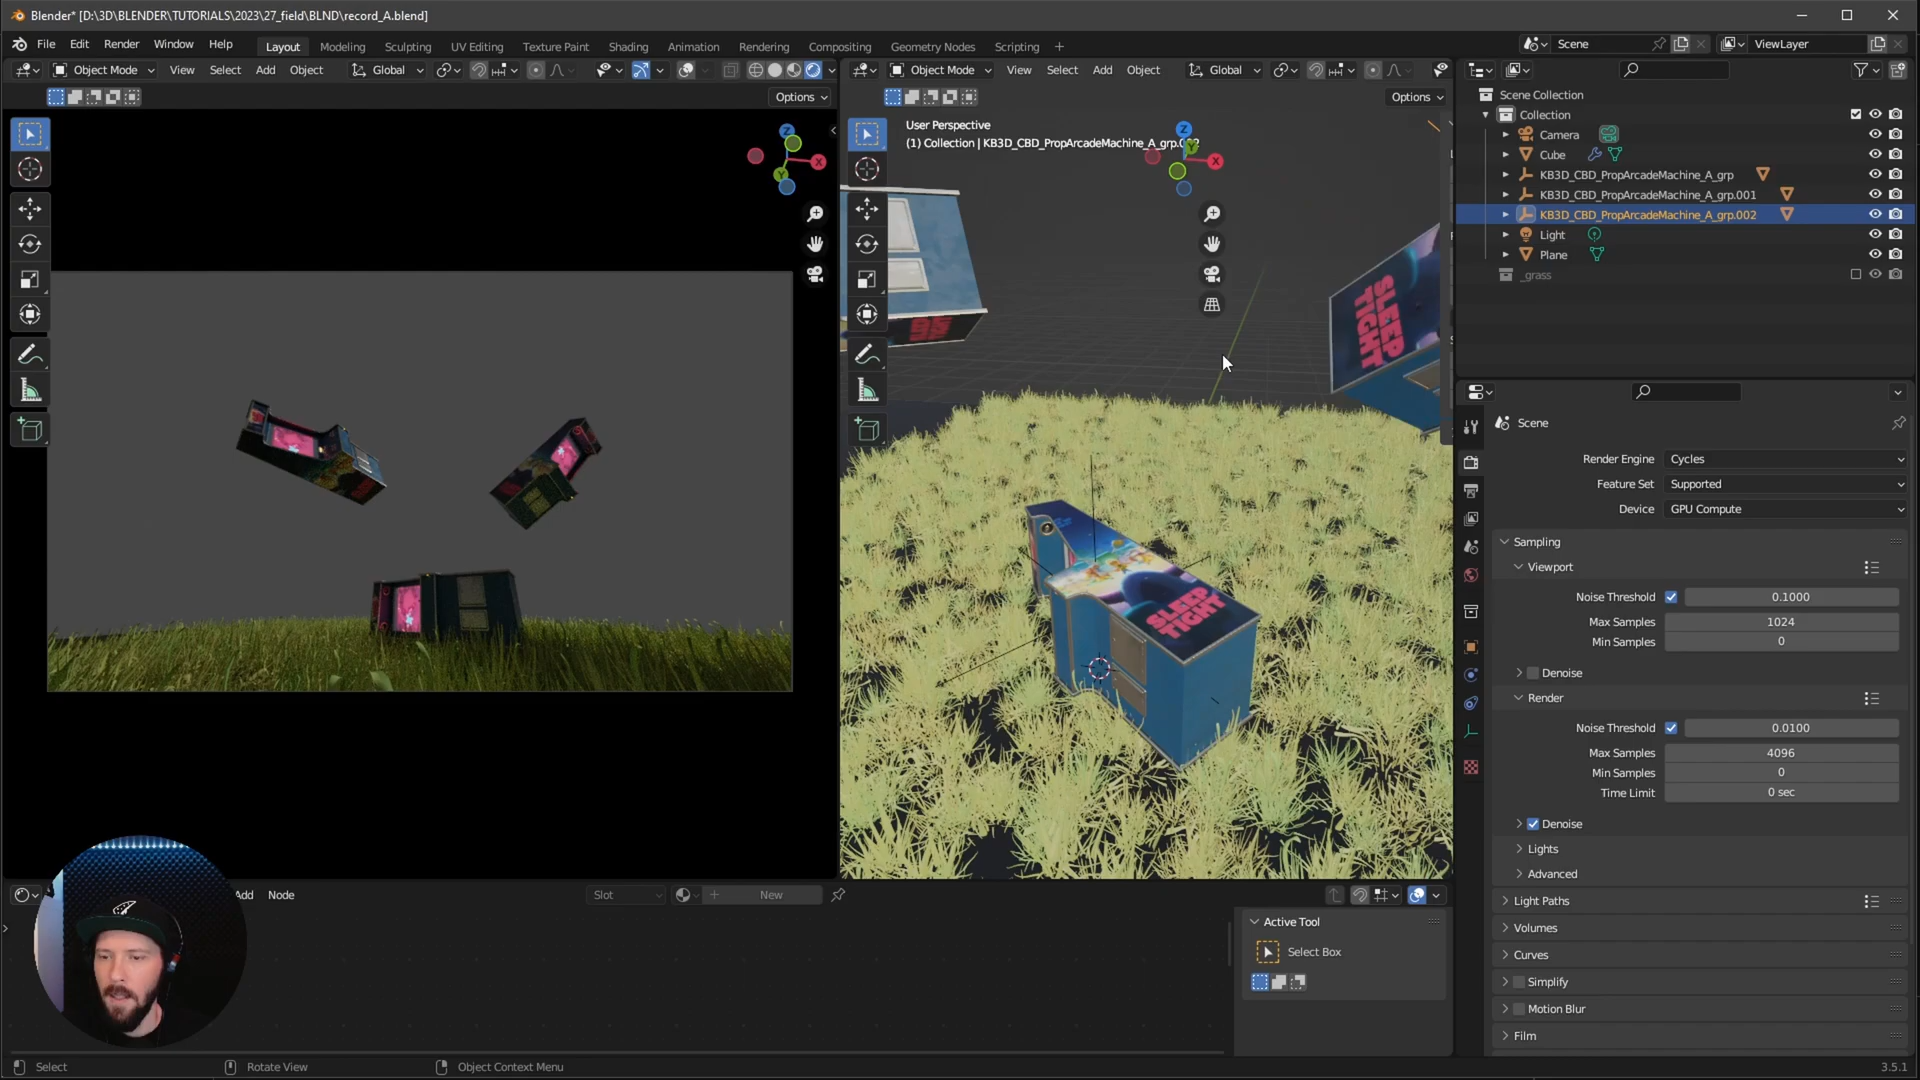 Blender* [D:\3D\BLENDER\TUTORIALS\2023\27_field\BLND\record_A.blend]
File Edit Render Window Help Layout Modeling Sculpting UV Editing Texture Paint Shading Animation Rendering Compositing Geometry Nodes Scripting + Scene ViewLayer
Object Mode View Select Add Object Global
Object Mode View Select Add Object Global
Options
Options
User Perspective
(1) Collection | KB3D_CBD_PropArcadeMachine_A_grp.002
Z
X
Y
Z
Y
X
SLEEP
TIGHT
SLEEP
TIGHT
Scene Collection
Collection
Camera
Cube
KB3D_CBD_PropArcadeMachine_A_grp
KB3D_CBD_PropArcadeMachine_A_grp.001
KB3D_CBD_PropArcadeMachine_A_grp.002
Light
Plane
_grass
Scene
Render Engine Cycles
Feature Set Supported
Device GPU Compute
Sampling
Viewport
Noise Threshold 0.1000
Max Samples 1024
Min Samples 0
Denoise
Render
Noise Threshold 0.0100
Max Samples 4096
Min Samples 0
Time Limit 0 sec
Denoise
Lights
Advanced
Light Paths
Volumes
Curves
Simplify
Motion Blur
Film
Add Node Slot New
Active Tool
Select Box
Select Rotate View Object Context Menu 3.5.1